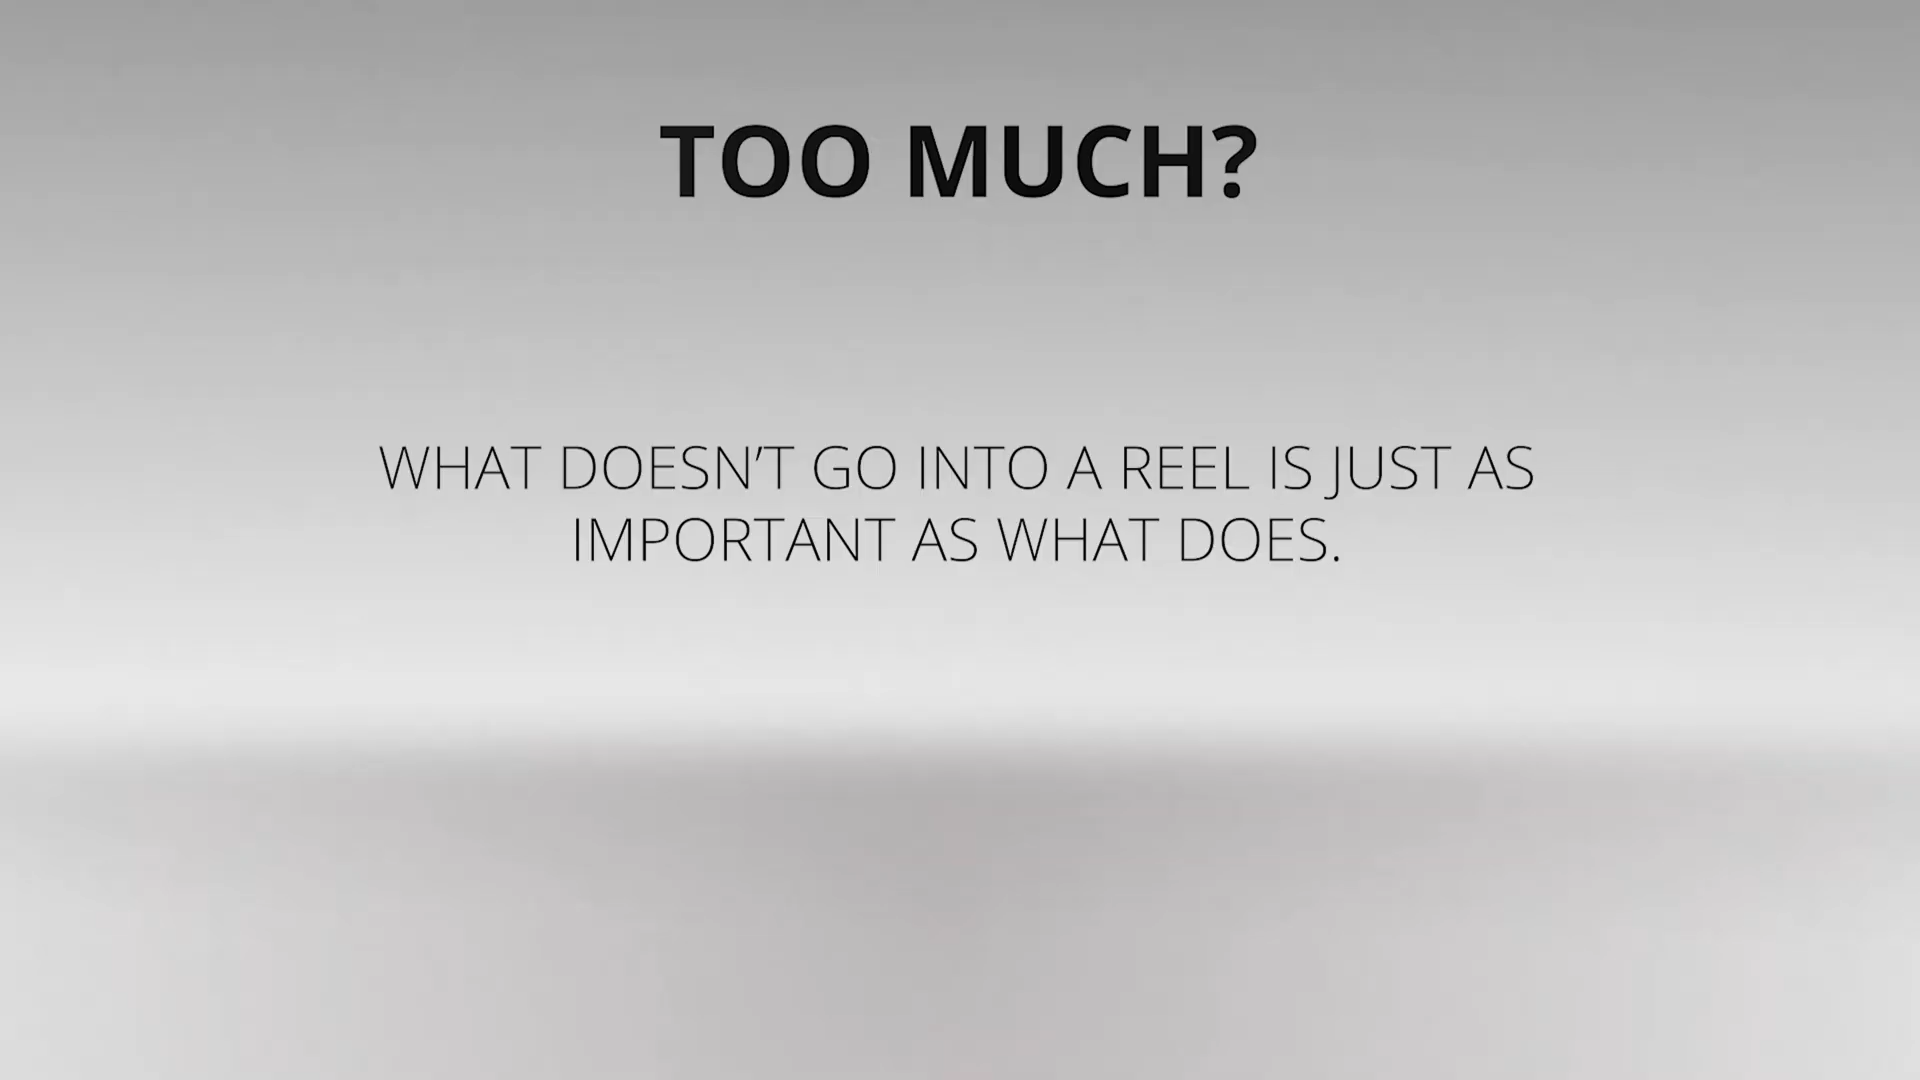 TOO MUCH?
WHAT DOESN’T GO INTO A REEL IS JUST AS
IMPORTANT AS WHAT DOES.